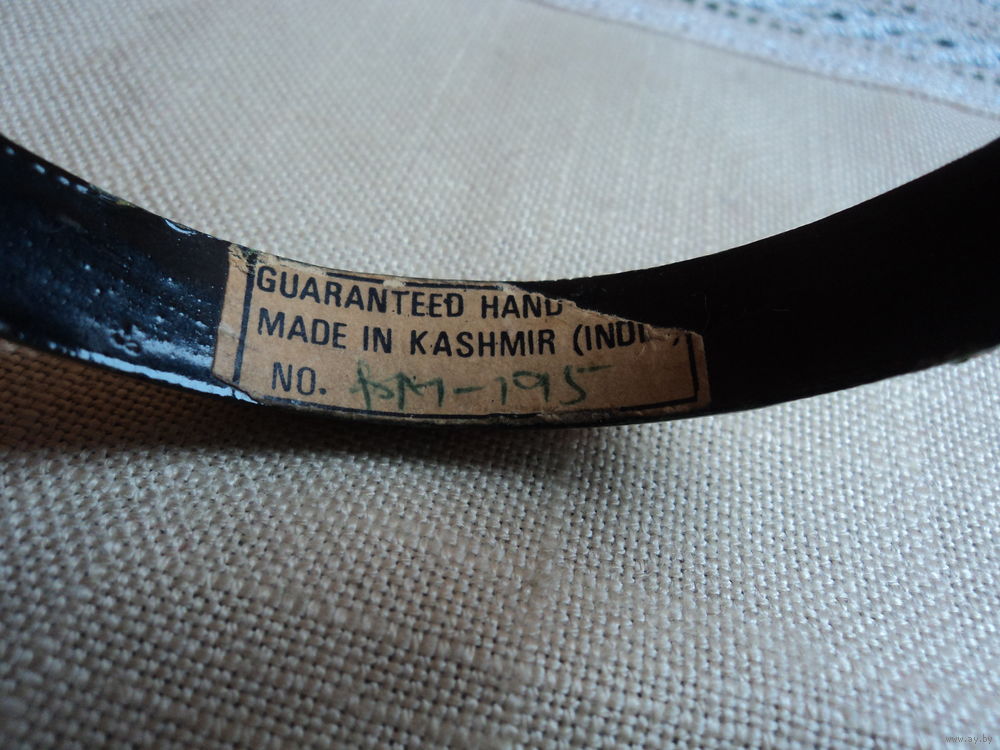 GUARANTEED HAND
MADE IN KASHMIR (INDI )
NO. BM-195
www.ay.by